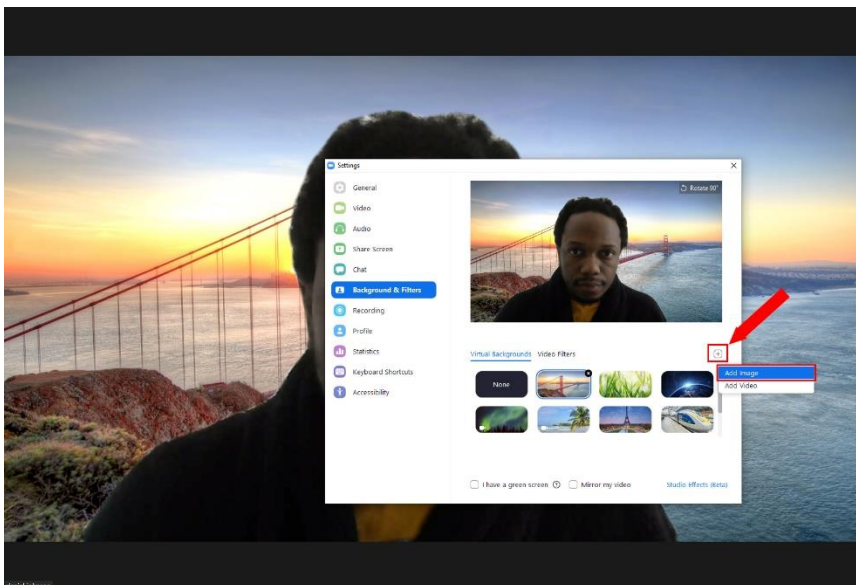 Settings
General
Video
Audio
Share Screen
Chat
Background & Filters
Recording
Profile
Statistics
Keyboard Shortcuts
Accessibility
Rotate 90°
Virtual Backgrounds Video Filters
Add Image
Add Video
None
I have a green screen Mirror my video Studio Effects (Beta)